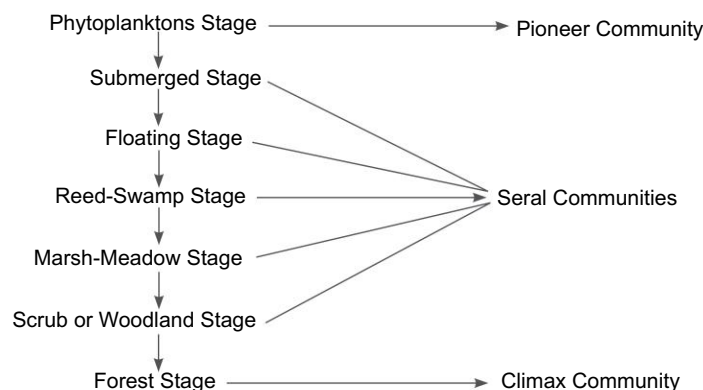 Phytoplanktons Stage
Pioneer Community
Submerged Stage
Floating Stage
Reed-Swamp Stage
Seral Communities
Marsh-Meadow Stage
Scrub or Woodland Stage
Forest Stage
Climax Community